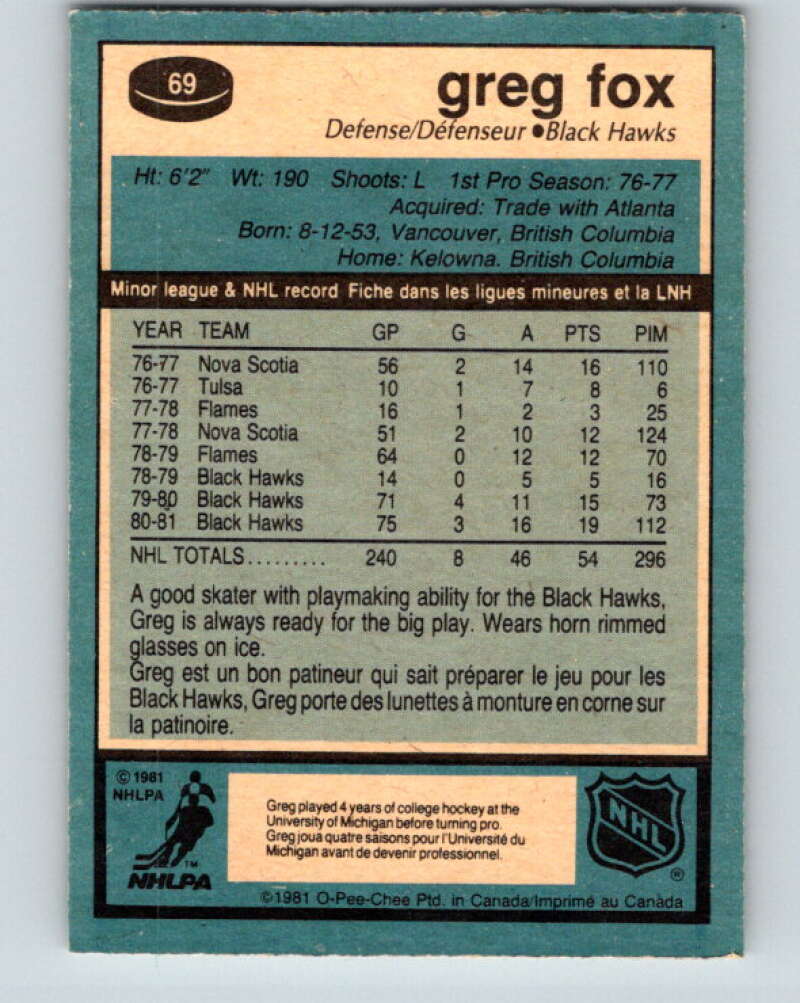 69
greg fox
Defense/Défenseur ●Black Hawks
Ht: 6'2" Wt: 190 Shoots: L 1st Pro Season: 76-77
Acquired: Trade with Atlanta
Born: 8-12-53, Vancouver, British Columbia
Home: Kelowna. British Columbia
Minor league & NHL record Fiche dans les ligues mineures et la LNH
YEAR TEAM GP G A PTS PIM
76-77 Nova Scotia 56 2 14 16 110
76-77 Tulsa 10 1 7 8 6
77-78 Flames 16 1 2 3 25
77-78 Nova Scotia 51 2 10 12 124
78-79 Flames 64 0 12 12 70
78-79 Black Hawks 14 0 5 5 16
79-80 Black Hawks 71 4 11 15 73
80-81 Black Hawks 75 3 16 19 112
NHL TOTALS......... 240 8 46 54 296
A good skater with playmaking ability for the Black Hawks,
Greg is always ready for the big play. Wears horn rimmed
glasses on ice.
Greg est un bon patineur qui sait préparer le jeu pour les
Black Hawks, Greg porte des lunettes à monture en corne sur
la patinoire.
© 1981
NHLPA
TM
NHLPA
Greg played 4 years of college hockey at the
University of Michigan before turning pro.
Greg joua quatre saisons pour l'Université du
Michigan avant de devenir professionnel.
NHL
®
©1981 O-Pee-Chee Ptd. in Canada/Imprimé au Canada